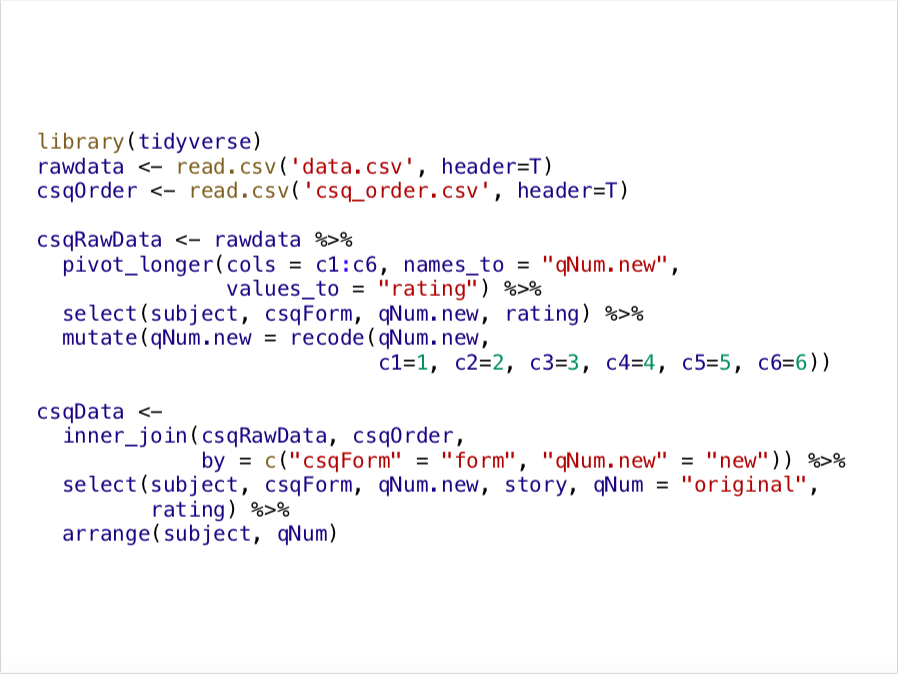 library(tidyverse)
rawdata <- read.csv('data.csv', header=T)
csqOrder <- read.csv('csq_order.csv', header=T)

csqRawData <- rawdata %>%
  pivot_longer(cols = c1:c6, names_to = "qNum.new",
               values_to = "rating") %>%
  select(subject, csqForm, qNum.new, rating) %>%
  mutate(qNum.new = recode(qNum.new,
                           c1=1, c2=2, c3=3, c4=4, c5=5, c6=6))

csqData <-
  inner_join(csqRawData, csqOrder,
             by = c("csqForm" = "form", "qNum.new" = "new")) %>%
  select(subject, csqForm, qNum.new, story, qNum = "original",
         rating) %>%
  arrange(subject, qNum)